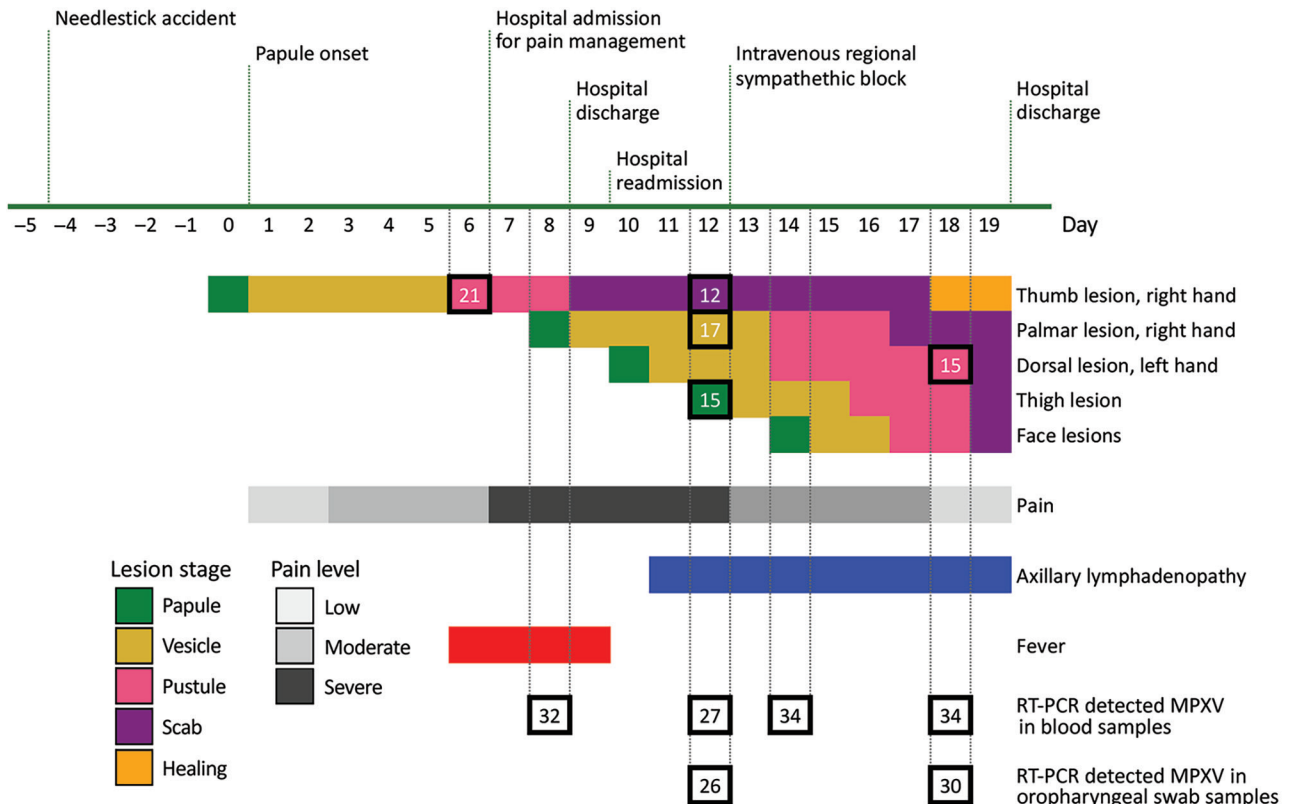 Needlestick accident
Papule onset
Hospital admission
for pain management
Hospital
discharge
Hospital
readmission
Intravenous regional
sympathethic block
Hospital
discharge
–5 –4 –3 –2 –1 0 1 2 3 4 5 6 7 8 9 10 11 12 13 14 15 16 17 18 19 Day
21 12 Thumb lesion, right hand
17 Palmar lesion, right hand
15 Dorsal lesion, left hand
15 Thigh lesion
Face lesions
Pain
Axillary lymphadenopathy
Fever
Lesion stage
Papule
Vesicle
Pustule
Scab
Healing
Pain level
Low
Moderate
Severe
32 27 34 34
RT-PCR detected MPXV
in blood samples
26 30
RT-PCR detected MPXV in
oropharyngeal swab samples